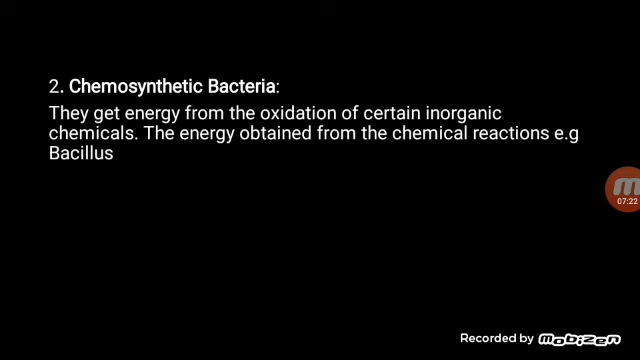 2. Chemosynthetic Bacteria:
They get energy from the oxidation of certain inorganic
chemicals. The energy obtained from the chemical reactions e.g
Bacillus
07:22
Recorded by mobizen